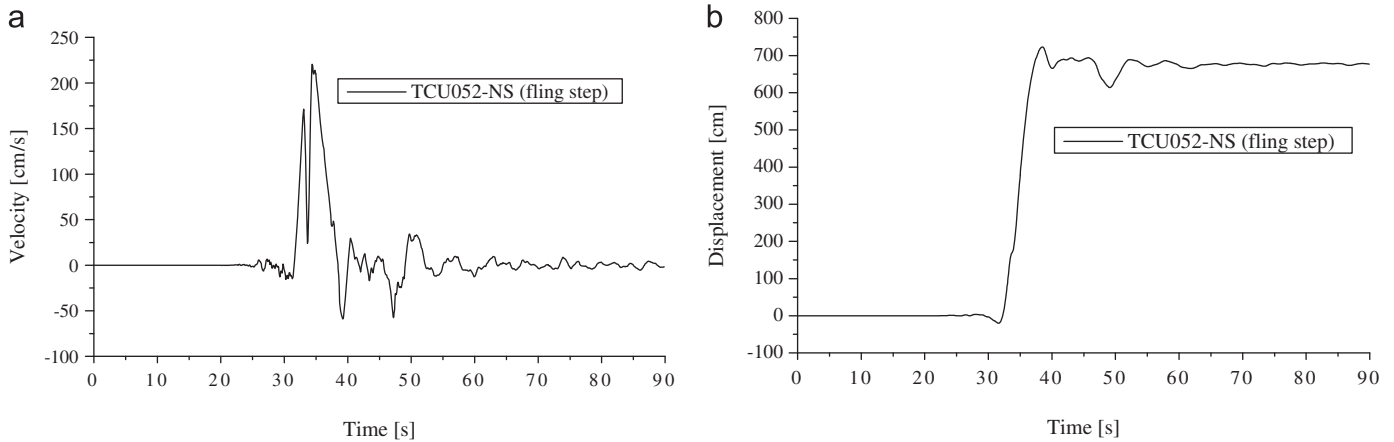 a
250
200
150
100
50
0
-50
-100
Velocity [cm/s]
TCU052-NS (fling step)
0 10 20 30 40 50 60 70 80 90
Time [s]
b
800
700
600
500
400
300
200
100
0
-100
Displacement [cm]
TCU052-NS (fling step)
0 10 20 30 40 50 60 70 80 90
Time [s]